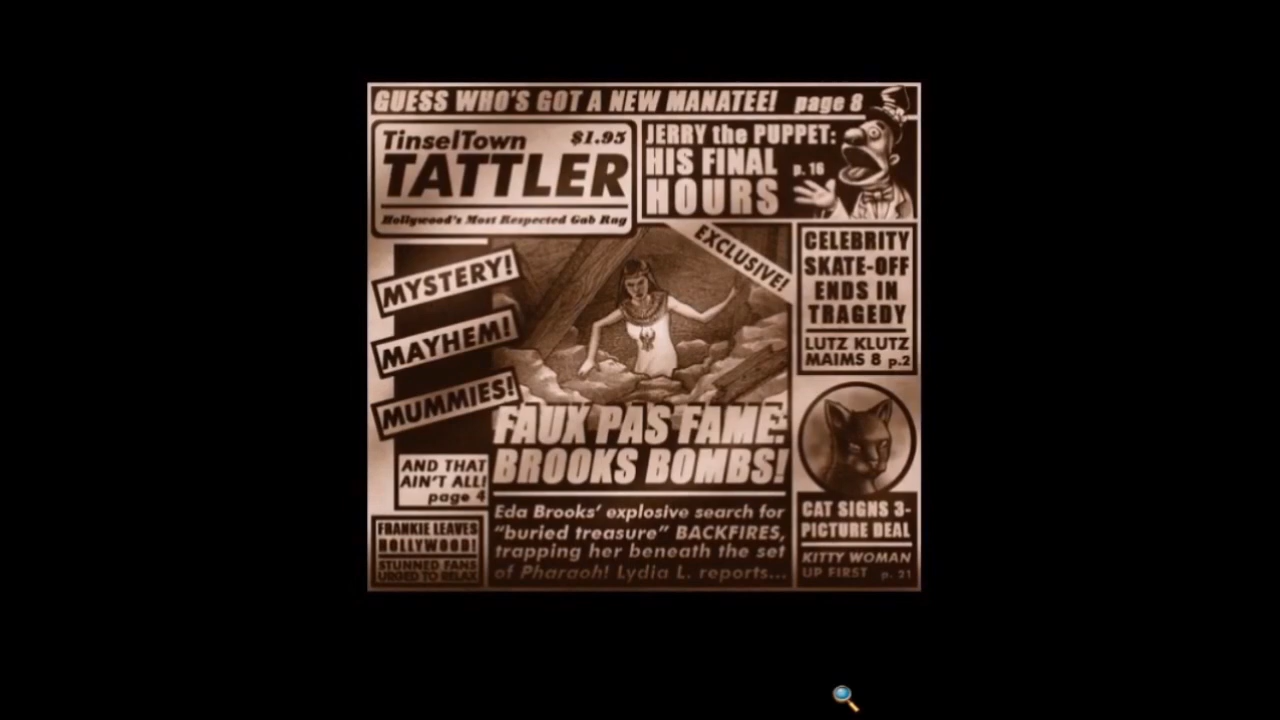 GUESS WHO'S GOT A NEW MANATEE! page 8
TinselTown $1.95
TATTLER
Hollywood's Most Respected Gab Rag
JERRY the PUPPET:
HIS FINAL p. 16
HOURS
MYSTERY!
MAYHEM!
MUMMIES!
AND THAT
AIN'T ALL!
page 4
FRANKIE LEAVES
HOLLYWOOD!
STUNNED FANS
URGED TO RELAX
EXCLUSIVE!
FAUX PAS FAME:
BROOKS BOMBS!
Eda Brooks' explosive search for
"buried treasure" BACKFIRES,
trapping her beneath the set
of Pharaoh! Lydia L. reports...
CELEBRITY
SKATE-OFF
ENDS IN
TRAGEDY
LUTZ KLUTZ
MAIMS 8 p.2
CAT SIGNS 3-
PICTURE DEAL
KITTY WOMAN
UP FIRST p. 21